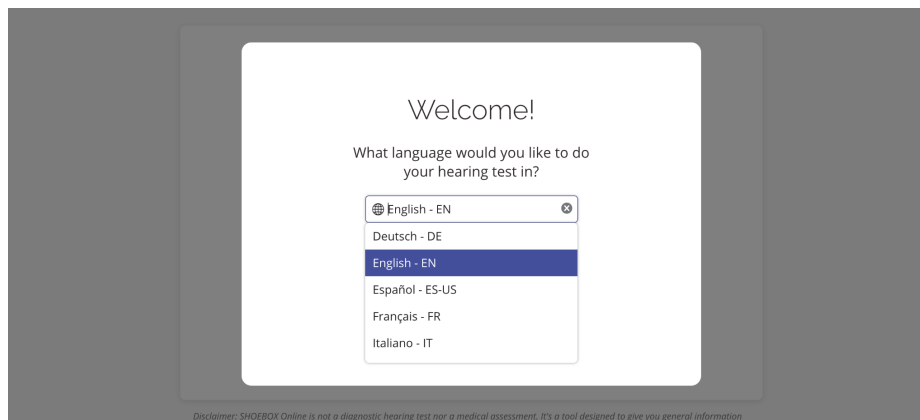 Welcome!
What language would you like to do
your hearing test in?
English - EN
Deutsch - DE
English - EN
Español - ES-US
Français - FR
Italiano - IT
Disclaimer: SHOEBOX Online is not a diagnostic hearing test nor a medical assessment. It's a tool designed to give you general information